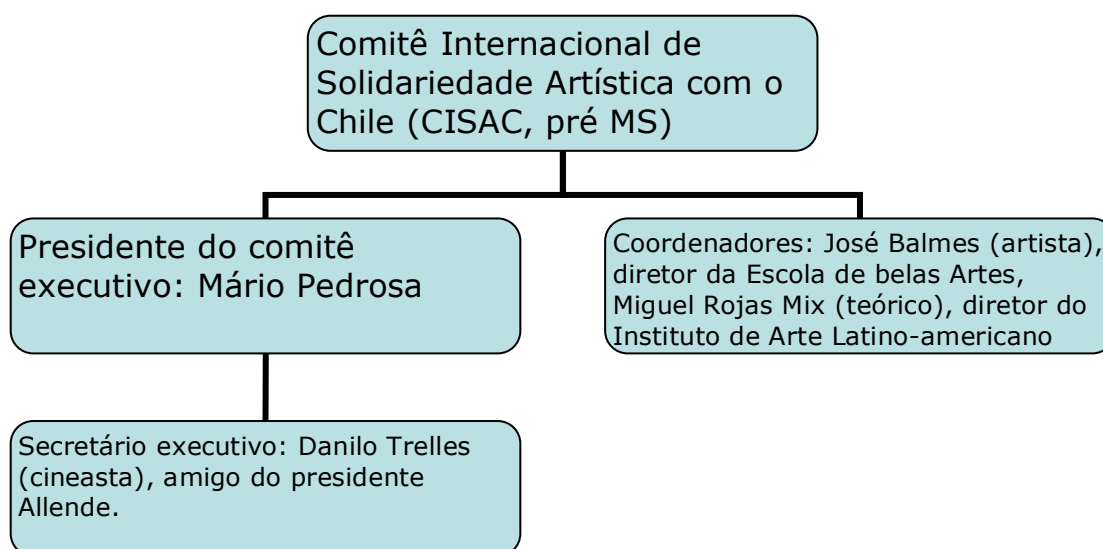 Comitê Internacional de
Solidariedade Artística com o
Chile (CISAC, pré MS)
Presidente do comitê
executivo: Mário Pedrosa
Coordenadores: José Balmes (artista),
diretor da Escola de belas Artes,
Miguel Rojas Mix (teórico), diretor do
Instituto de Arte Latino-americano
Secretário executivo: Danilo Trelles
(cineasta), amigo do presidente
Allende.